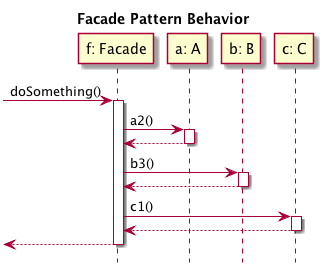 Facade Pattern Behavior
f: Facade
a: A
b: B
c: C
doSomething()
a2()
b3()
c1()